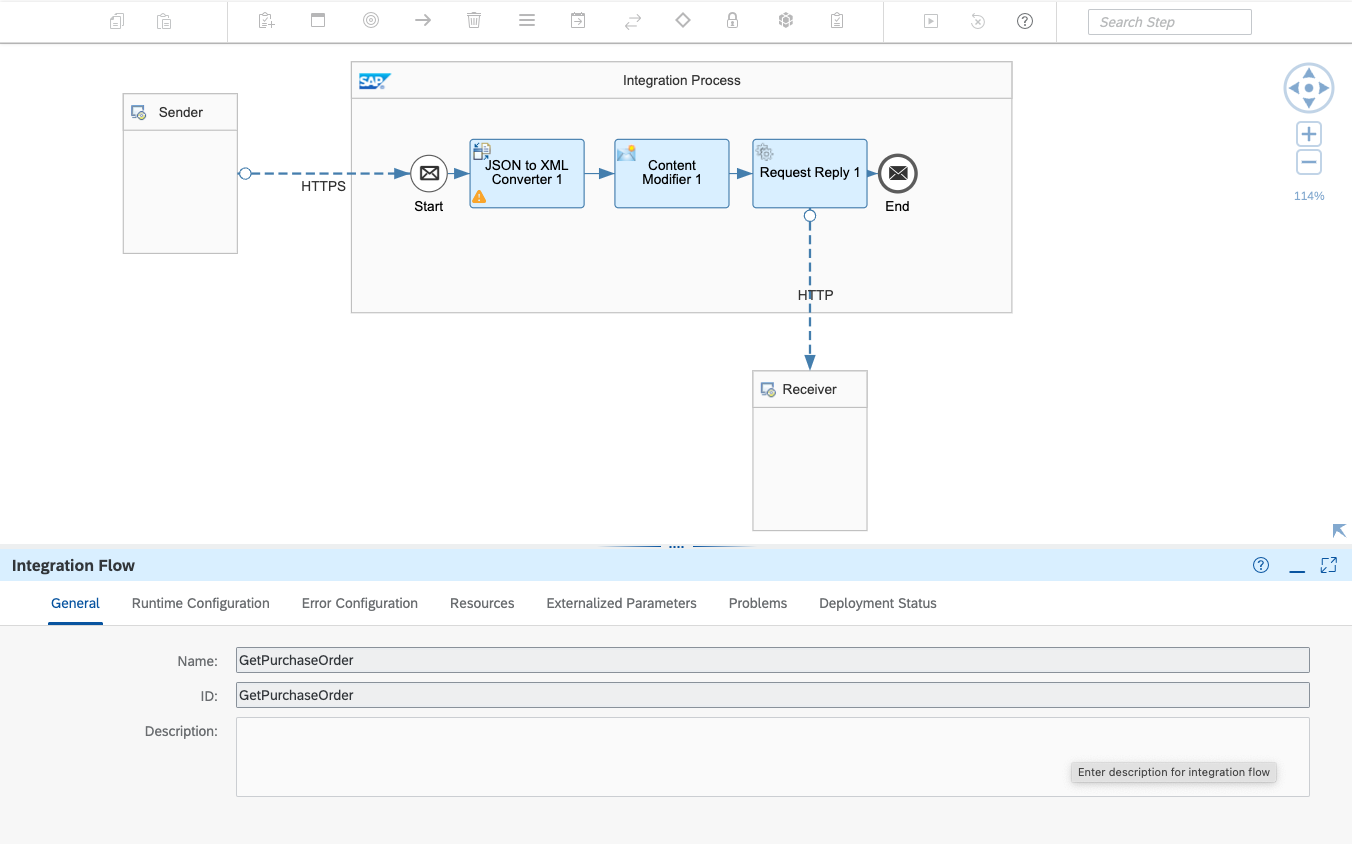 Search Step
SAP
Integration Process
Sender
HTTPS
Start
JSON to XML
Converter 1
Content
Modifier 1
Request Reply 1
End
HTTP
Receiver
114%
Integration Flow
General
Runtime Configuration
Error Configuration
Resources
Externalized Parameters
Problems
Deployment Status
Name:
GetPurchaseOrder
ID:
GetPurchaseOrder
Description:
Enter description for integration flow